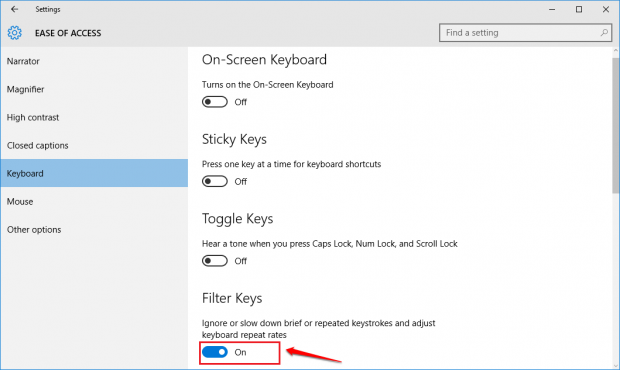 Settings
EASE OF ACCESS
Find a setting
Narrator
Magnifier
High contrast
Closed captions
Keyboard
Mouse
Other options
On-Screen Keyboard
Turns on the On-Screen Keyboard
Off
Sticky Keys
Press one key at a time for keyboard shortcuts
Off
Toggle Keys
Hear a tone when you press Caps Lock, Num Lock, and Scroll Lock
Off
Filter Keys
Ignore or slow down brief or repeated keystrokes and adjust
keyboard repeat rates
On